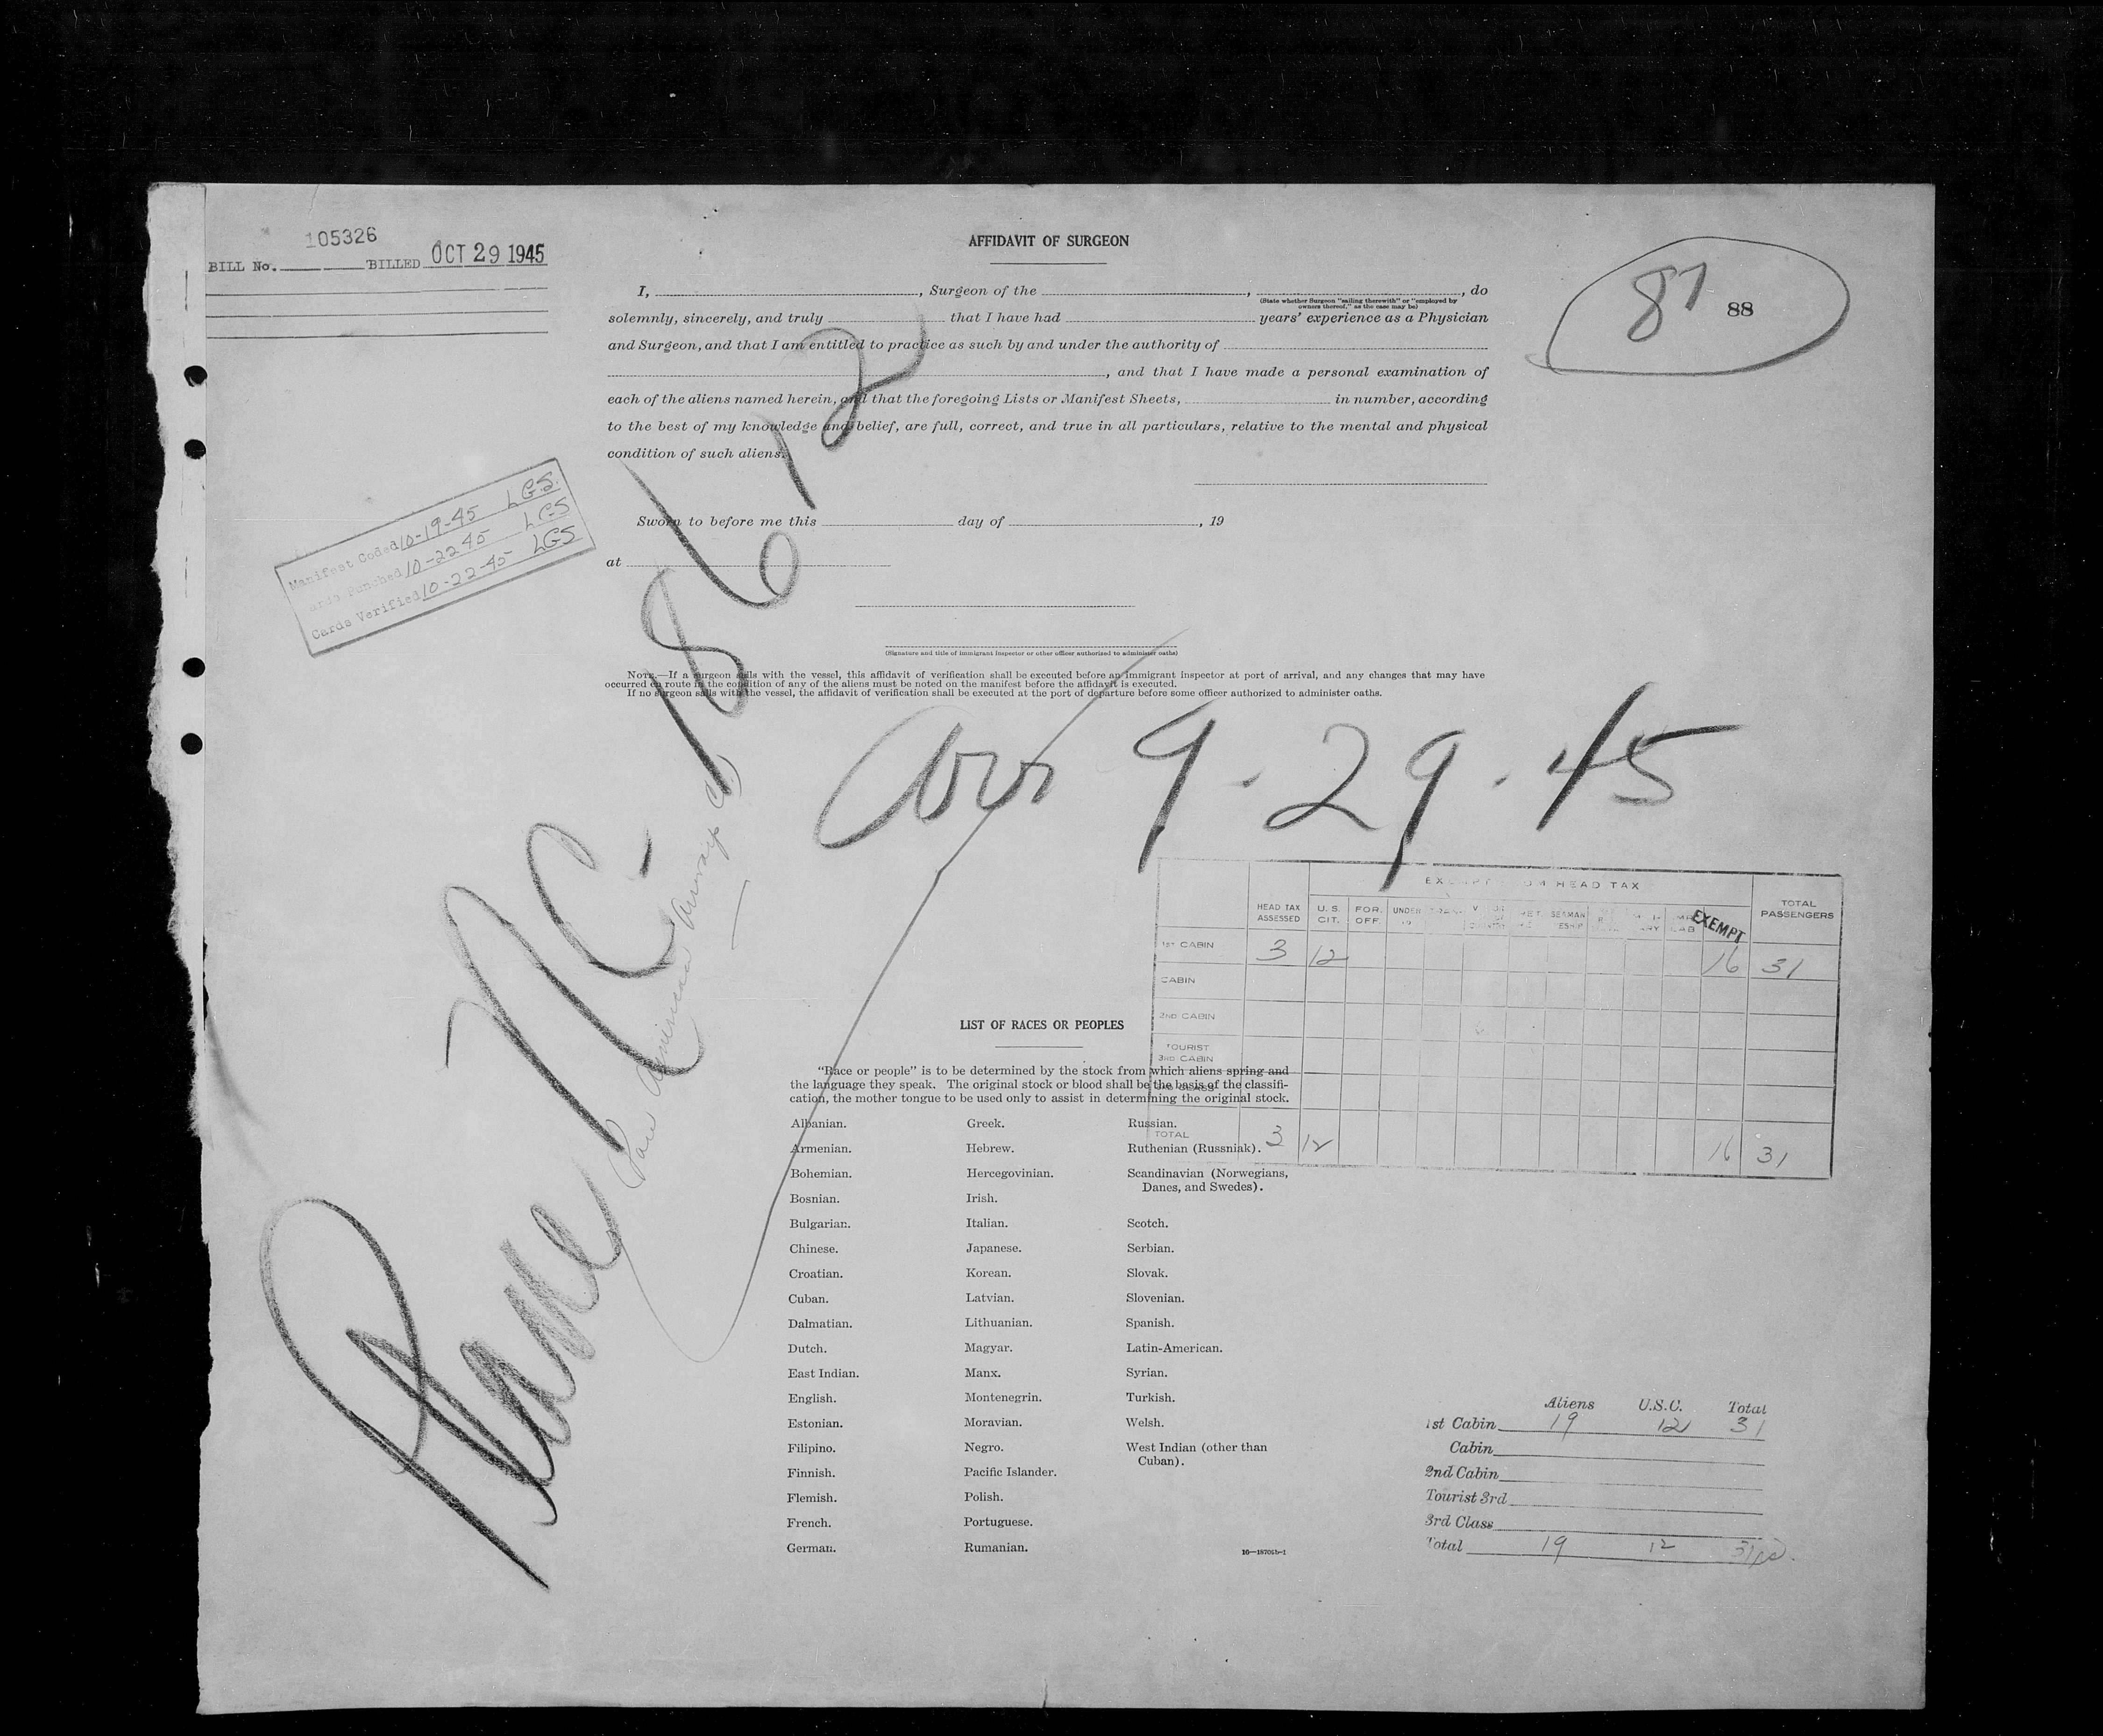 105326
BILL No. BILLED OCT 29 1945
AFFIDAVIT OF SURGEON
87 88
I, , Surgeon of the , , do
(State whether Surgeon "sailing therewith" or "employed by
owners thereof," as the case may be)
solemnly, sincerely, and truly that I have had years' experience as a Physician
and Surgeon, and that I am entitled to practice as such by and under the authority of
, and that I have made a personal examination of
each of the aliens named herein, and that the foregoing Lists or Manifest Sheets, in number, according
to the best of my knowledge and belief, are full, correct, and true in all particulars, relative to the mental and physical
condition of such aliens.
Manifest Coded 10-19-45 LGS.
Cards Punched 10-22 45 LGS
Cards Verified 10-22-45 LGS
Sworn to before me this day of , 19
at
(Signature and title of immigrant inspector or other officer authorized to administer oaths)
NOTE.—If a surgeon sails with the vessel, this affidavit of verification shall be executed before an immigrant inspector at port of arrival, and any changes that may have
occurred en route in the condition of any of the aliens must be noted on the manifest before the affidavit is executed.
If no surgeon sails with the vessel, the affidavit of verification shall be executed at the port of departure before some officer authorized to administer oaths.
Plane NC-18612
Pan American Airways Co.
Arr 9-29-45
EXEMPT FROM HEAD TAX
HEAD TAX ASSESSED U.S. CIT. FOR. OFF. UNDER SEAMAN EXEMPT TOTAL PASSENGERS
1ST CABIN 3 12 16 31
CABIN
2ND CABIN
TOURIST
3RD CABIN
3RD CLASS
TOTAL 3 12 16 31
LIST OF RACES OR PEOPLES
"Race or people" is to be determined by the stock from which aliens spring and
the language they speak. The original stock or blood shall be the basis of the classifi-
cation, the mother tongue to be used only to assist in determining the original stock.
Albanian. Greek. Russian.
Armenian. Hebrew. Ruthenian (Russniak).
Bohemian. Hercegovinian. Scandinavian (Norwegians,
Danes, and Swedes).
Bosnian. Irish.
Bulgarian. Italian. Scotch.
Chinese. Japanese. Serbian.
Croatian. Korean. Slovak.
Cuban. Latvian. Slovenian.
Dalmatian. Lithuanian. Spanish.
Dutch. Magyar. Latin-American.
East Indian. Manx. Syrian.
English. Montenegrin. Turkish.
Estonian. Moravian. Welsh.
Filipino. Negro. West Indian (other than
Cuban).
Finnish. Pacific Islander.
Flemish. Polish.
French. Portuguese.
German. Rumanian.
Aliens U.S.C. Total
1st Cabin 19 12 31
Cabin
2nd Cabin
Tourist 3rd
3rd Class
Total 19 12 31